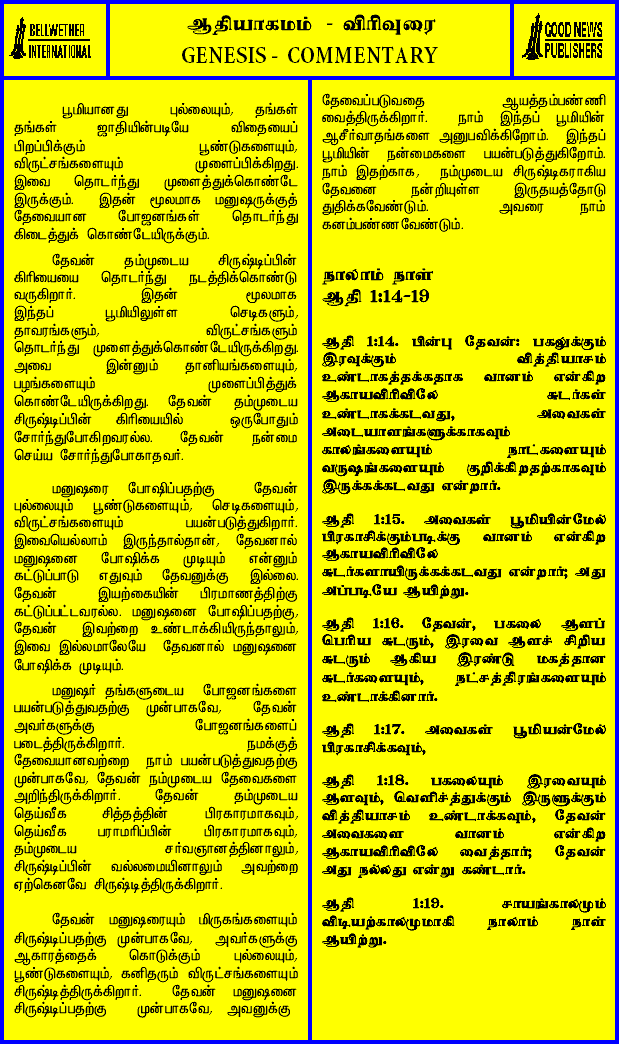 BELLWETHER
INTERNATIONAL
ஆதியாகமம் - விரிவுரை
GENESIS - COMMENTARY
GOOD NEWS
PUBLISHERS
பூமியானது புல்லையும், தங்கள்
தங்கள் ஜாதியின்படியே விதையைப்
பிறப்பிக்கும் பூண்டுகளையும்,
விருட்சங்களையும் முளைப்பிக்கிறது.
இவை தொடர்ந்து முளைத்துக்கொண்டே
இருக்கும். இதன் மூலமாக மனுஷருக்குத்
தேவையான போஜனங்கள் தொடர்ந்து
கிடைத்துக் கொண்டேயிருக்கும்.
தேவன் தம்முடைய சிருஷ்டிப்பின்
கிரியையை தொடர்ந்து நடத்திக்கொண்டு
வருகிறார். இதன் மூலமாக
இந்தப் பூமியிலுள்ள செடிகளும்,
தாவரங்களும், விருட்சங்களும்
தொடர்ந்து முளைத்துக்கொண்டேயிருக்கிறது.
அவை இன்னும் தானியங்களையும்,
பழங்களையும் முளைப்பித்துக்
கொண்டேயிருக்கிறது. தேவன் தம்முடைய
சிருஷ்டிப்பின் கிரியையில் ஒருபோதும்
சோர்ந்துபோகிறவரல்ல. தேவன் நன்மை
செய்ய சோர்ந்துபோகாதவர்.
மனுஷரை போஷிப்பதற்கு தேவன்
புல்லையும் பூண்டுகளையும், செடிகளையும்,
விருட்சங்களையும் பயன்படுத்துகிறார்.
இவையெல்லாம் இருந்தால்தான், தேவனால்
மனுஷனை போஷிக்க முடியும் என்னும்
கட்டுப்பாடு எதுவும் தேவனுக்கு இல்லை.
தேவன் இயற்கையின் பிரமாணத்திற்கு
கட்டுப்பட்டவரல்ல. மனுஷனை போஷிப்பதற்கு,
தேவன் இவற்றை உண்டாக்கியிருந்தாலும்,
இவை இல்லாமாலேயே தேவனால் மனுஷனை
போஷிக்க முடியும்.
மனுஷர் தங்களுடைய போஜனங்களை
பயன்படுத்துவதற்கு முன்பாகவே, தேவன்
அவர்களுக்கு போஜனங்களைப்
படைத்திருக்கிறார். நமக்குத்
தேவையானவற்றை நாம் பயன்படுத்துவதற்கு
முன்பாகவே, தேவன் நம்முடைய தேவைகளை
அறிந்திருக்கிறார். தேவன் தம்முடைய
தெய்வீக சித்தத்தின் பிரகாரமாகவும்,
தெய்வீக பராமரிப்பின் பிரகாரமாகவும்,
தம்முடைய சர்வஞானத்தினாலும்,
சிருஷ்டிப்பின் வல்லமையினாலும் அவற்றை
ஏற்கெனவே சிருஷ்டித்திருக்கிறார்.
தேவன் மனுஷரையும் மிருகங்களையும்
சிருஷ்டிப்பதற்கு முன்பாகவே, அவர்களுக்கு
ஆகாரத்தைக் கொடுக்கும் புல்லையும்,
பூண்டுகளையும், கனிதரும் விருட்சங்களையும்
சிருஷ்டித்திருக்கிறார். தேவன் மனுஷனை
சிருஷ்டிப்பதற்கு முன்பாகவே, அவனுக்கு
தேவைப்படுவதை ஆயத்தம்பண்ணி
வைத்திருக்கிறார். நாம் இந்தப் பூமியின்
ஆசீர்வாதங்களை அனுபவிக்கிறோம். இந்தப்
பூமியின் நன்மைகளை பயன்படுத்துகிறோம்.
நாம் இதற்காக, நம்முடைய சிருஷ்டிகராகிய
தேவனை நன்றியுள்ள இருதயத்தோடு
துதிக்கவேண்டும். அவரை நாம்
கனம்பண்ணவேண்டும்.
நாலாம் நாள்
ஆதி 1:14-19
ஆதி 1:14. பின்பு தேவன்: பகலுக்கும்
இரவுக்கும் வித்தியாசம்
உண்டாகத்தக்கதாக வானம் என்கிற
ஆகாயவிரிவிலே சுடர்கள்
உண்டாகக்கடவது, அவைகள்
அடையாளங்களுக்காகவும்
காலங்களையும் நாட்களையும்
வருஷங்களையும் குறிக்கிறதற்காகவும்
இருக்கக்கடவது என்றார்.
ஆதி 1:15. அவைகள் பூமியின்மேல்
பிரகாசிக்கும்படிக்கு வானம் என்கிற
ஆகாயவிரிவிலே
சுடர்களாயிருக்கக்கடவது என்றார்; அது
அப்படியே ஆயிற்று.
ஆதி 1:16. தேவன், பகலை ஆளப்
பெரிய சுடரும், இரவை ஆளச் சிறிய
சுடரும் ஆகிய இரண்டு மகத்தான
சுடர்களையும், நட்சத்திரங்களையும்
உண்டாக்கினார்.
ஆதி 1:17. அவைகள் பூமியன்மேல்
பிரகாசிக்கவும்,
ஆதி 1:18. பகலையும் இரவையும்
ஆளவும், வெளிச்த்துக்கும் இருளுக்கும்
வித்தியாசம் உண்டாக்கவும், தேவன்
அவைகளை வானம் என்கிற
ஆகாயவிரிவிலே வைத்தார்; தேவன்
அது நல்லது என்று கண்டார்.
ஆதி 1:19. சாயங்காலமும்
விடியற்காலமுமாகி நாலாம் நாள்
ஆயிற்று.